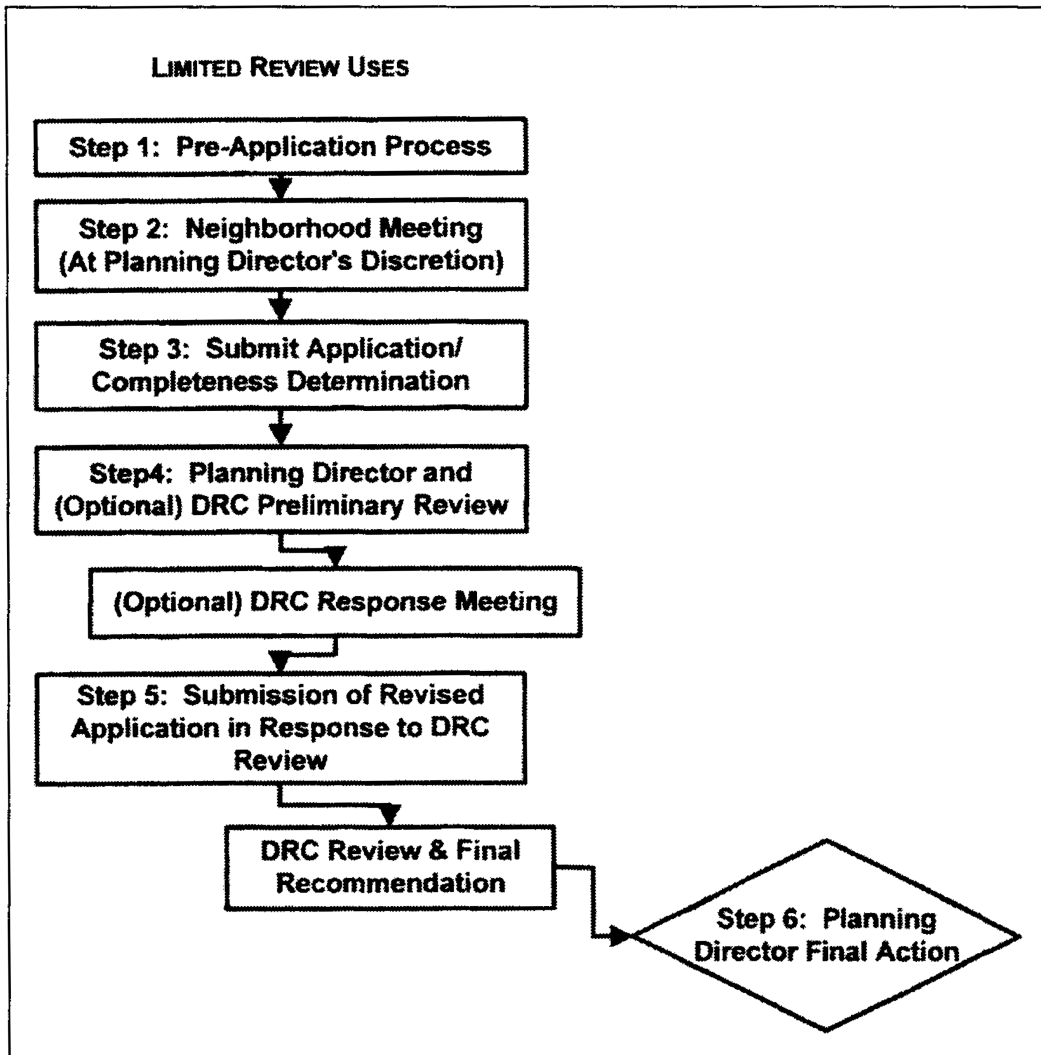 LIMITED REVIEW USES
Step 1: Pre-Application Process
Step 2: Neighborhood Meeting
(At Planning Director's Discretion)
Step 3: Submit Application/
Completeness Determination
Step4: Planning Director and
(Optional) DRC Preliminary Review
(Optional) DRC Response Meeting
Step 5: Submission of Revised
Application in Response to DRC
Review
DRC Review & Final
Recommendation
Step 6: Planning
Director Final Action